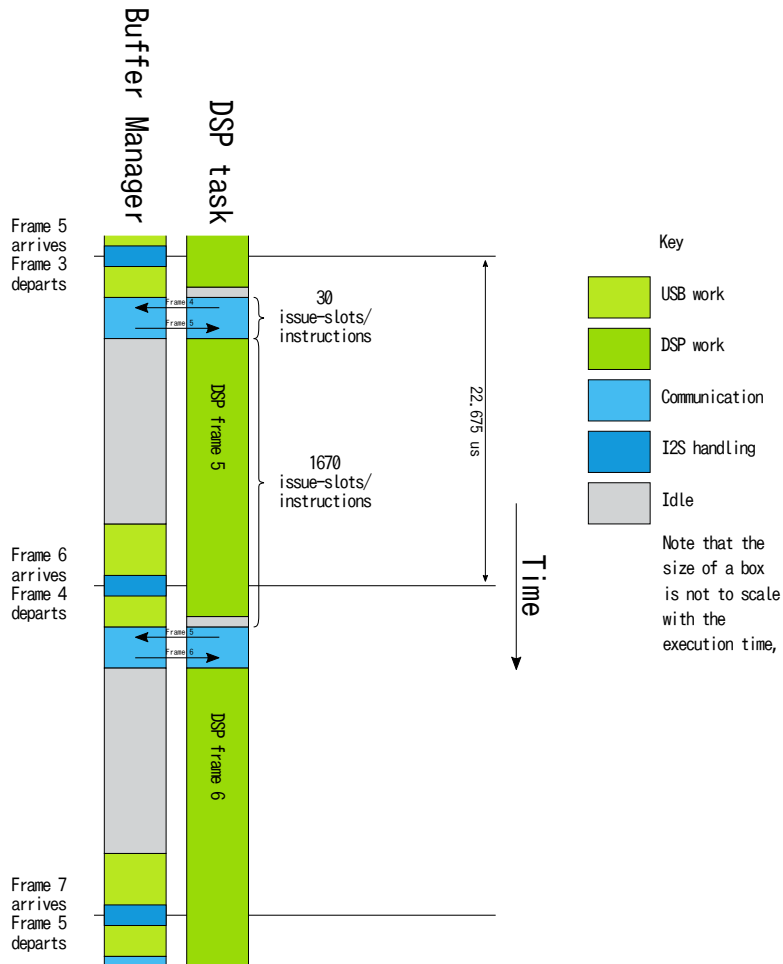 Buffer Manager
DSP task
Frame 5
arrives
Frame 3
departs
Frame 4
Frame 5
30
issue-slots/
instructions
DSP frame 5
1670
issue-slots/
instructions
22.675 us
Time
Frame 6
arrives
Frame 4
departs
Frame 5
Frame 6
DSP frame 6
Frame 7
arrives
Frame 5
departs
Key
USB work
DSP work
Communication
I2S handling
Idle
Note that the
size of a box
is not to scale
with the
execution time,